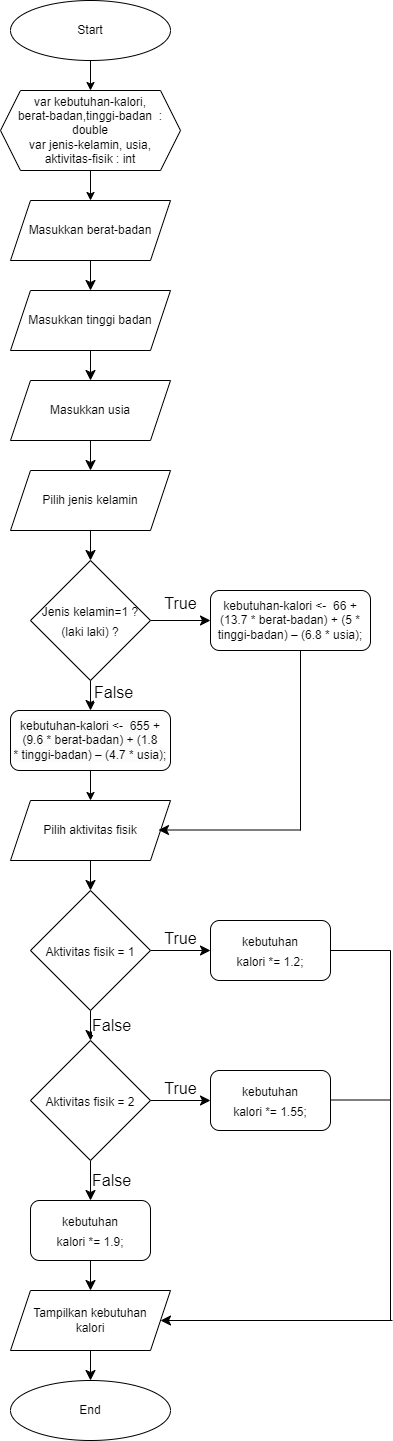 Start
var kebutuhan-kalori,
berat-badan,tinggi-badan :
double
var jenis-kelamin, usia,
aktivitas-fisik : int
Masukkan berat-badan
Masukkan tinggi badan
Masukkan usia
Pilih jenis kelamin
Jenis kelamin=1 ?
(laki laki) ?
True
kebutuhan-kalori <- 66 +
(13.7 * berat-badan) + (5 *
tinggi-badan) – (6.8 * usia);
False
kebutuhan-kalori <- 655 +
(9.6 * berat-badan) + (1.8
* tinggi-badan) – (4.7 * usia);
Pilih aktivitas fisik
Aktivitas fisik = 1
True
kebutuhan
kalori *= 1.2;
False
Aktivitas fisik = 2
True
kebutuhan
kalori *= 1.55;
False
kebutuhan
kalori *= 1.9;
Tampilkan kebutuhan
kalori
End